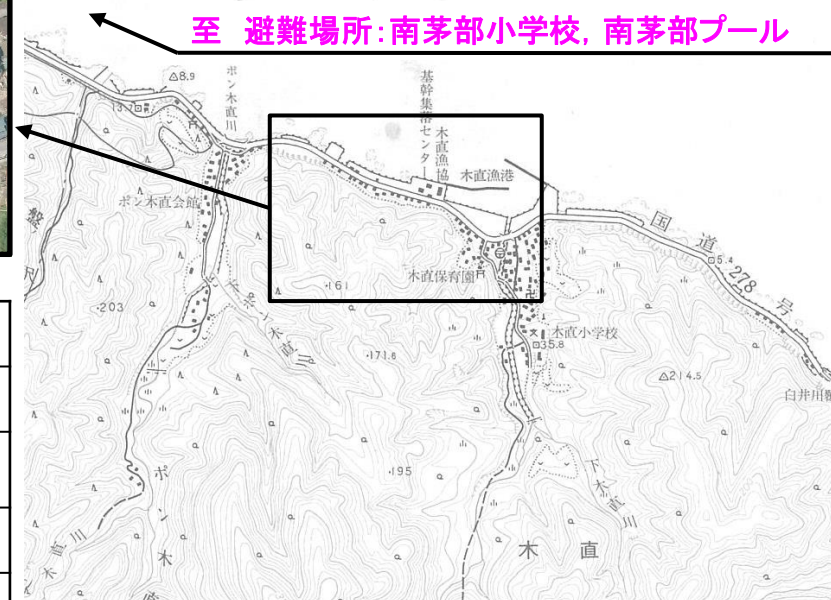 至 避難場所:南茅部小学校, 南茅部プール
△8.9
ポン木直川
基幹集落センター
木直漁協
木直漁港
13.7
ポン木直会館
国道278号
5.4
木直保育園
・161
・203
下ポン木直川
木直小学校
35.8
・171.6
△214.5
白井川
・195
下木直川
ポン木
木直川
木直